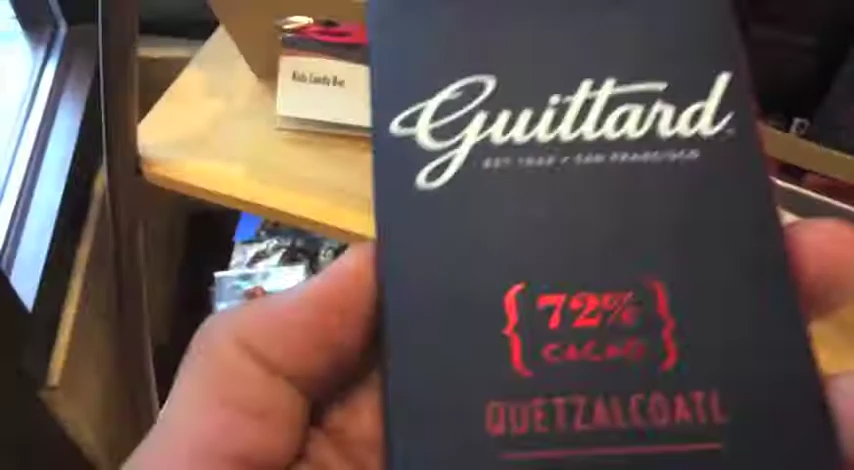 Kids Candy Bar
Guittard
EST 1868 • SAN FRANCISCO
{72%}
CACAO
QUETZALCOATL